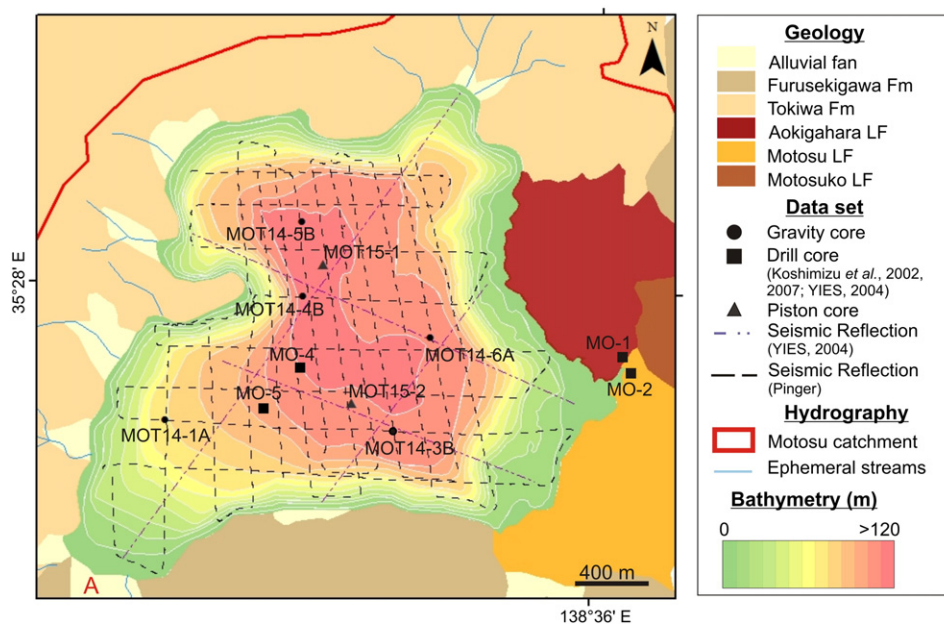 N
MOT14-5B
MOT15-1
35°28' E
MOT14-4B
MOT14-6A
MO-1
MO-4
MO-2
MO-5
MOT15-2
MOT14-1A
MOT14-3B
A
400 m
138°36' E
Geology
Alluvial fan
Furusekigawa Fm
Tokiwa Fm
Aokigahara LF
Motosu LF
Motosuko LF
Data set
Gravity core
Drill core
(Koshimizu et al., 2002,
2007; YIES, 2004)
Piston core
Seismic Reflection
(YIES, 2004)
Seismic Reflection
(Pinger)
Hydrography
Motosu catchment
Ephemeral streams
Bathymetry (m)
0 >120